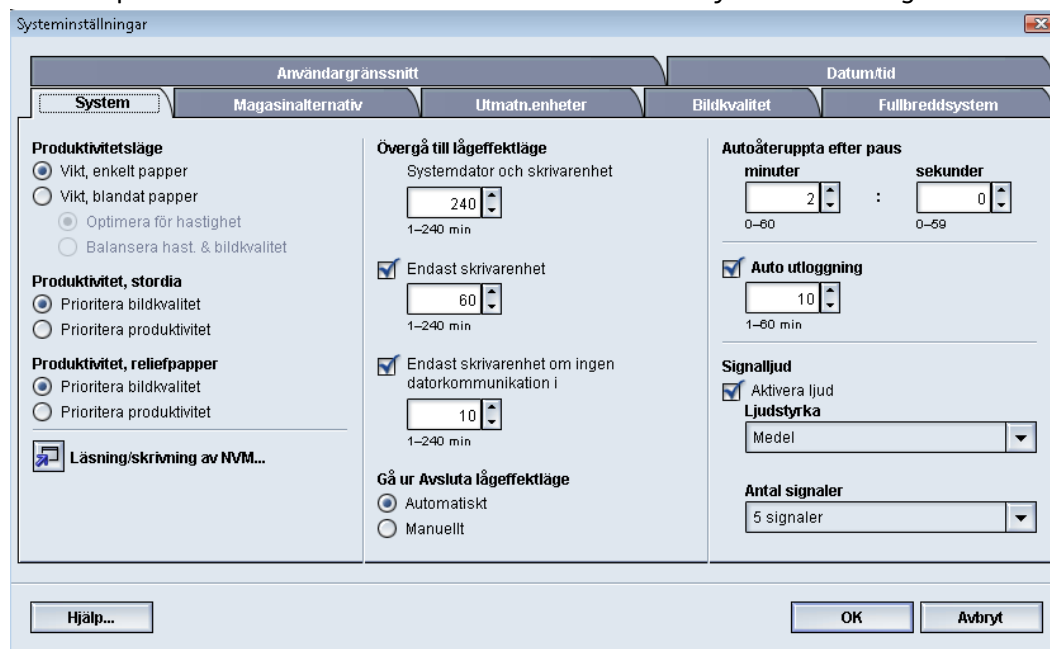 Systeminställningar
Användargränssnitt
Datum/tid
System
Magasinalternativ
Utmatn.enheter
Bildkvalitet
Fullbreddsystem
Produktivitetsläge
Vikt, enkelt papper
Vikt, blandat papper
Optimera för hastighet
Balansera hast. & bildkvalitet
Produktivitet, stordia
Prioritera bildkvalitet
Prioritera produktivitet
Produktivitet, reliefpapper
Prioritera bildkvalitet
Prioritera produktivitet
Läsning/skrivning av NVM...
Övergå till lågeffektläge
Systemdator och skrivarenhet
240
1–240 min
Endast skrivarenhet
60
1–240 min
Endast skrivarenhet om ingen
datorkommunikation i
10
1–240 min
Gå ur Avsluta lågeffektläge
Automatiskt
Manuellt
Autoåteruppta efter paus
minuter
sekunder
2 : 0
0–60
0–59
Auto utloggning
10
1–60 min
Signalljud
Aktivera ljud
Ljudstyrka
Medel
Antal signaler
5 signaler
Hjälp...
OK
Avbryt